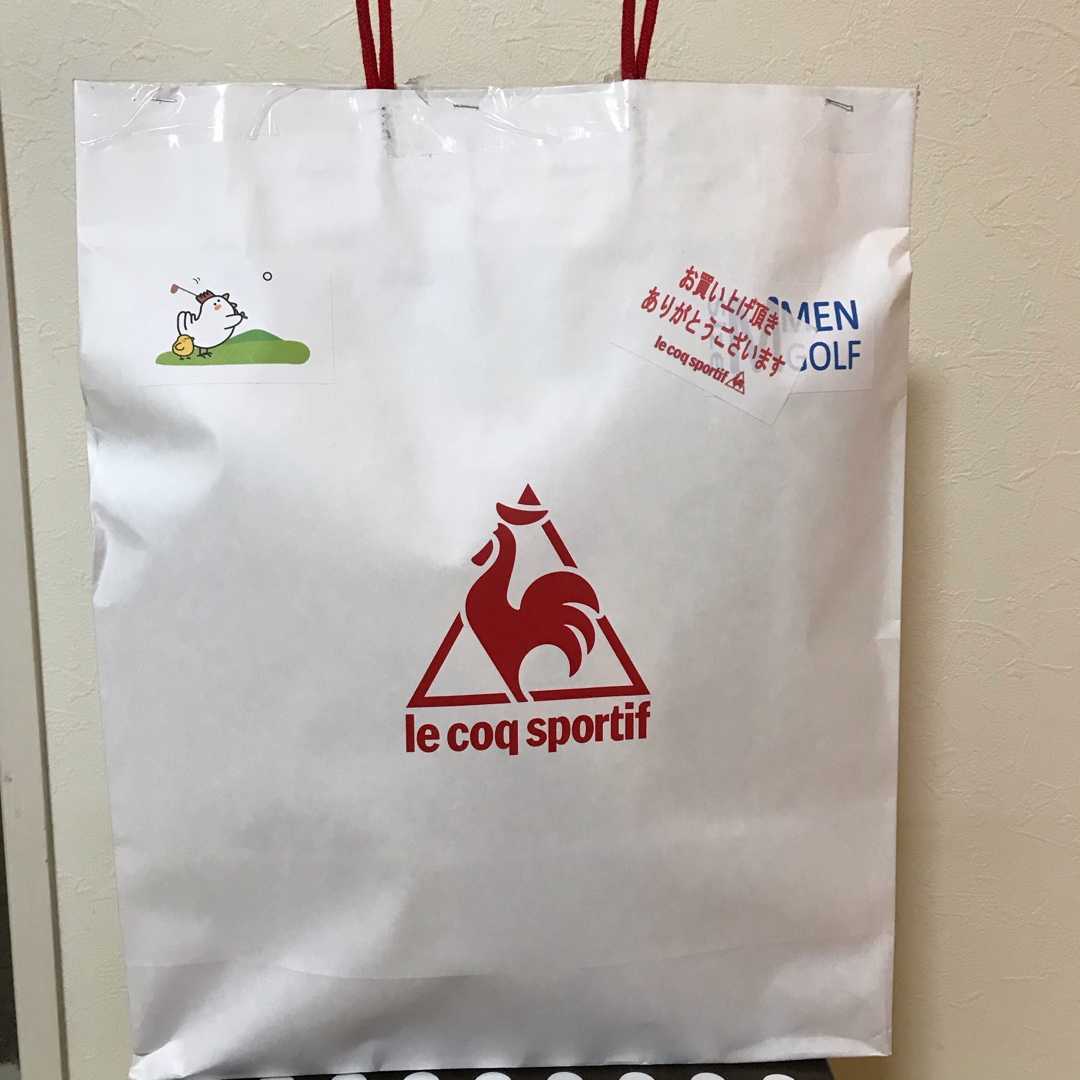 お買い上げ頂き
ありがとうございます
le coq sportif
MEN
GOLF
le coq sportif